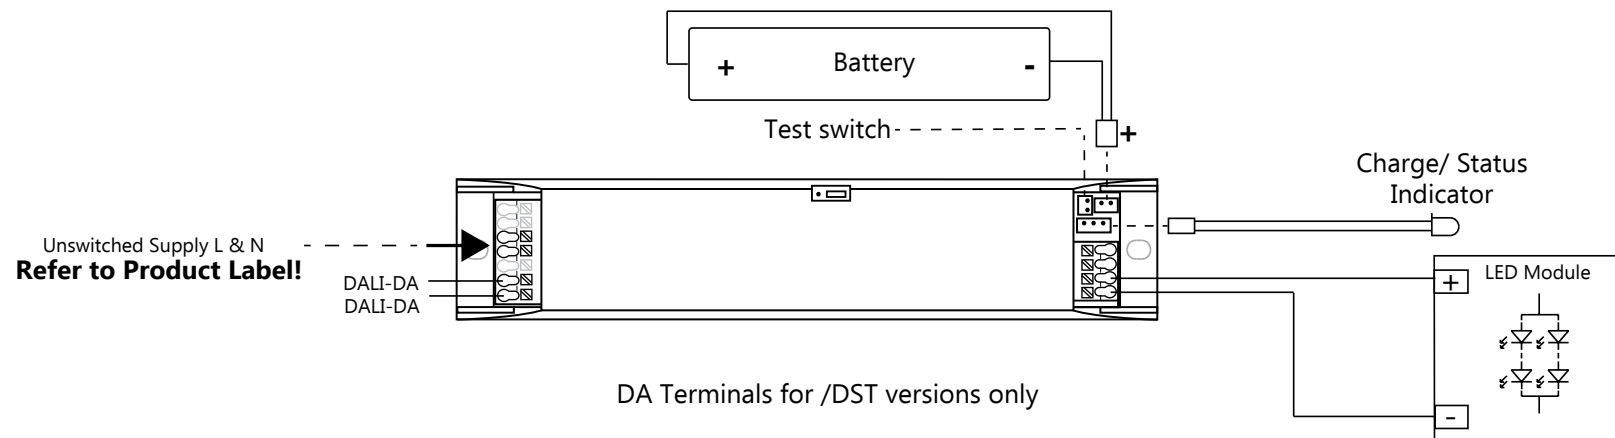 + Battery -
Test switch
+
Charge/ Status
Indicator
Unswitched Supply L & N
Refer to Product Label!
DALI-DA
DALI-DA
LED Module
+
-
DA Terminals for /DST versions only